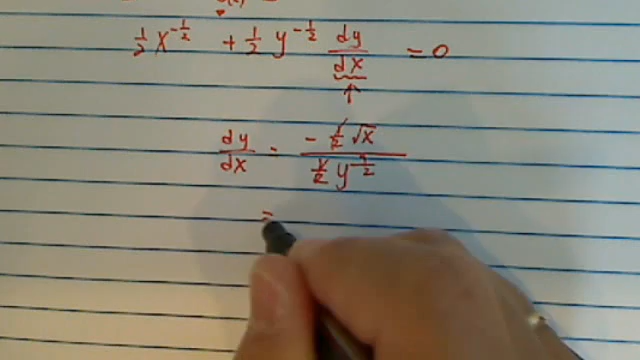 ½ x^{-½} + ½ y^{-½} dy/dx = 0
↑
dy/dx = (-½ √x)/(½ y^{-½})
=